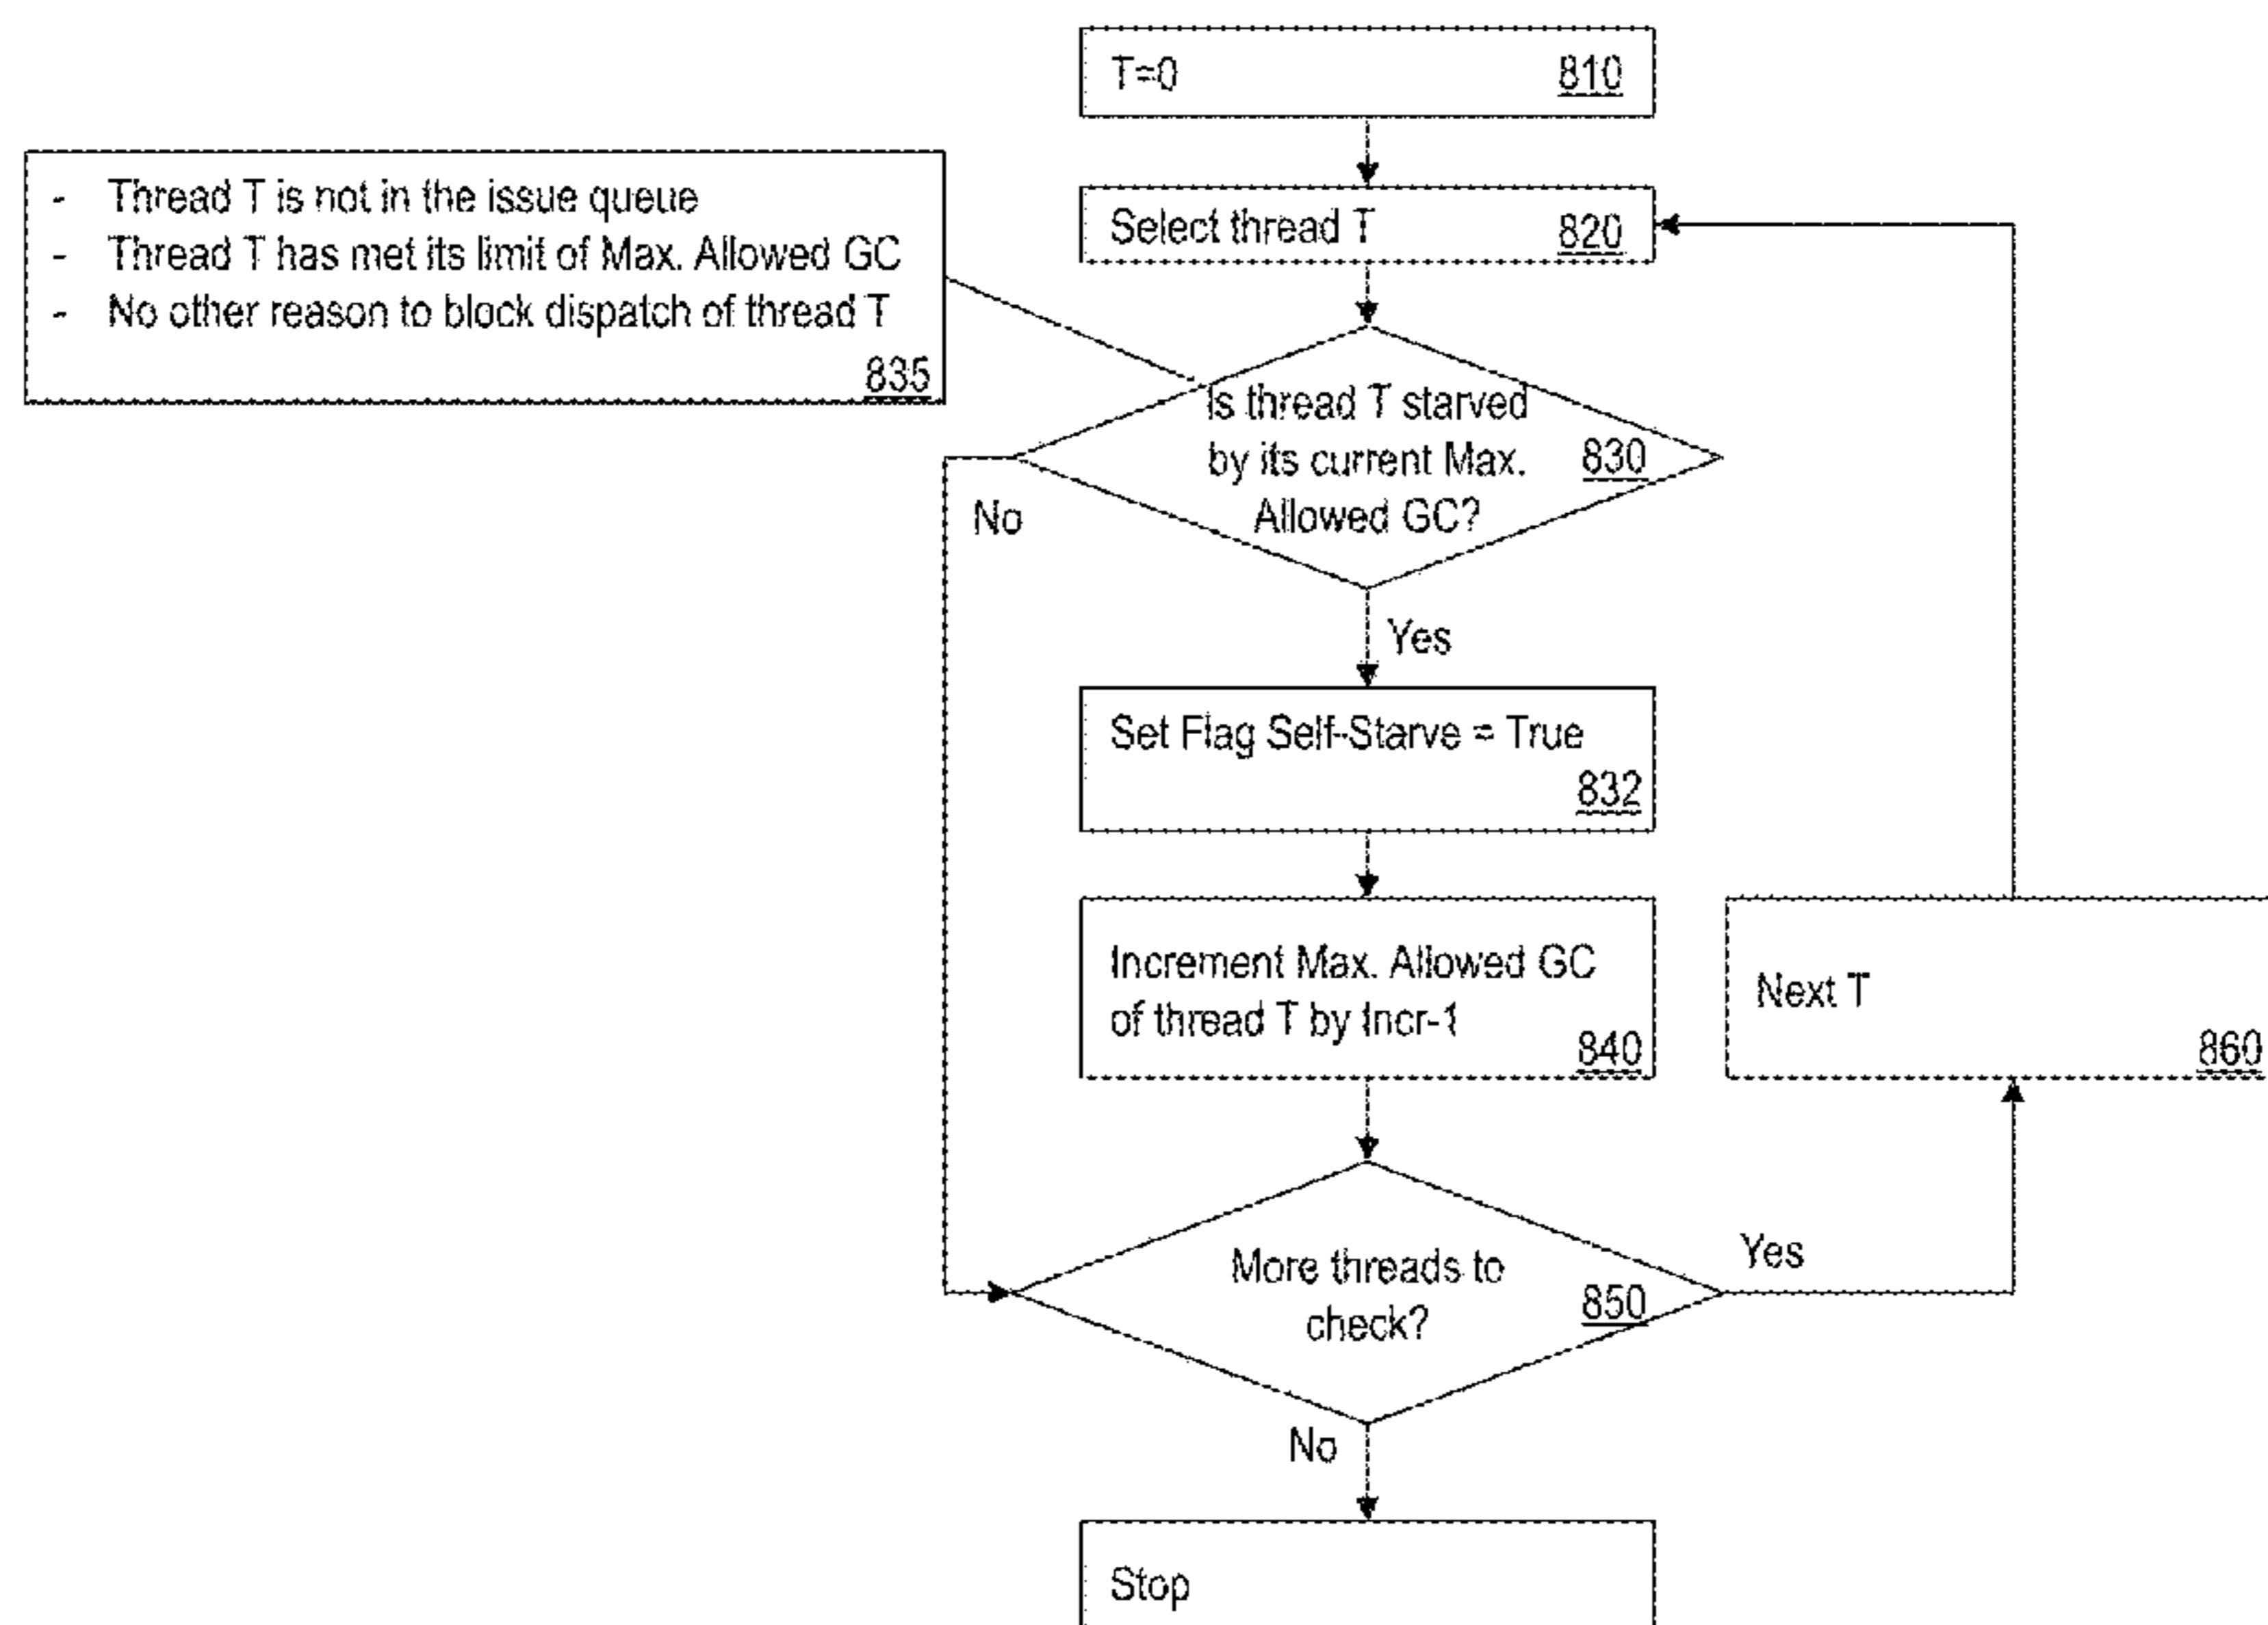 T=0 810
- Thread T is not in the issue queue
- Thread T has met its limit of Max. Allowed GC
- No other reason to block dispatch of thread T
835
Select thread T 820
Is thread T starved
by its current Max. 830
Allowed GC?
No
Yes
Set Flag Self-Starve = True
832
Increment Max. Allowed GC
of thread T by Incr-1
840
Next T
860
More threads to
check?
850
Yes
No
Stop